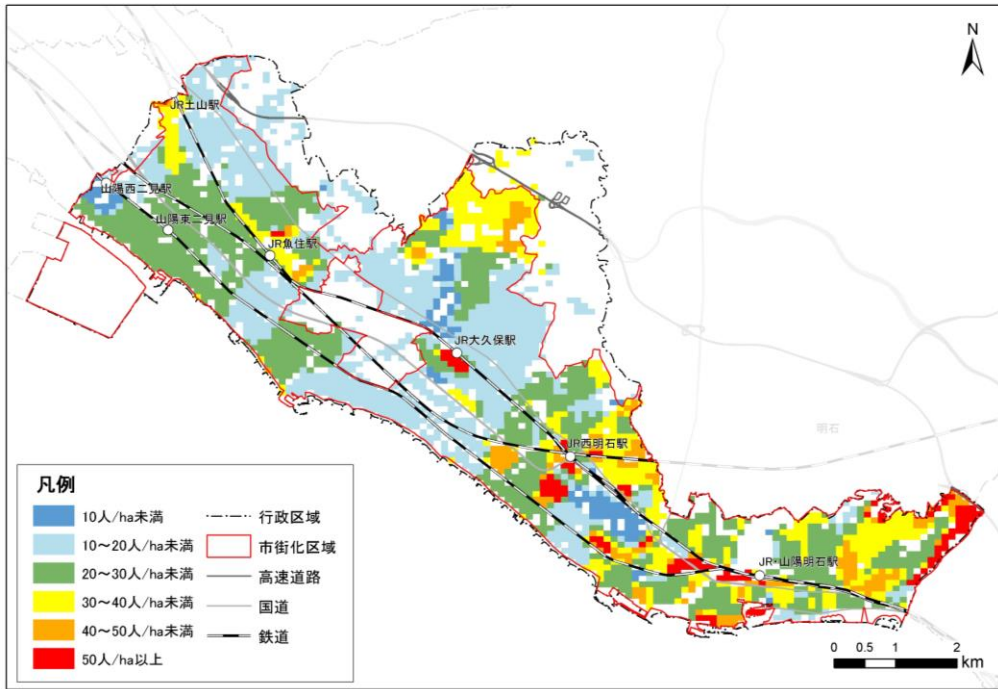 N
JR土山駅
山陽西二見駅
山陽東二見駅
JR魚住駅
JR大久保駅
明石
JR西明石駅
JR・山陽明石駅
凡例
10人/ha未満
10～20人/ha未満
20～30人/ha未満
30～40人/ha未満
40～50人/ha未満
50人/ha以上
行政区域
市街化区域
高速道路
国道
鉄道
0 0.5 1 2
km